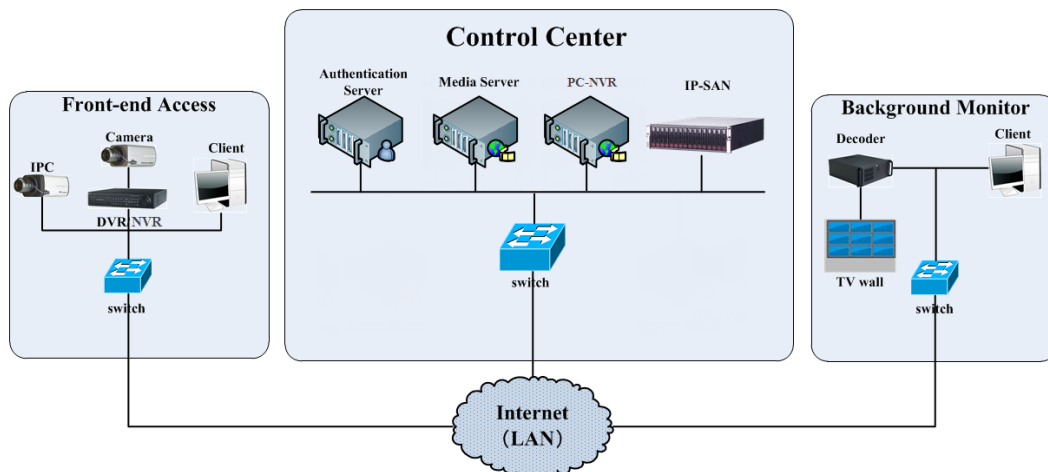 Control Center
Authentication
Server
Media Server
PC-NVR
IP-SAN
Front-end Access
Camera
IPC
Client
DVR/NVR
switch
switch
Background Monitor
Decoder
Client
TV wall
switch
Internet
（LAN）